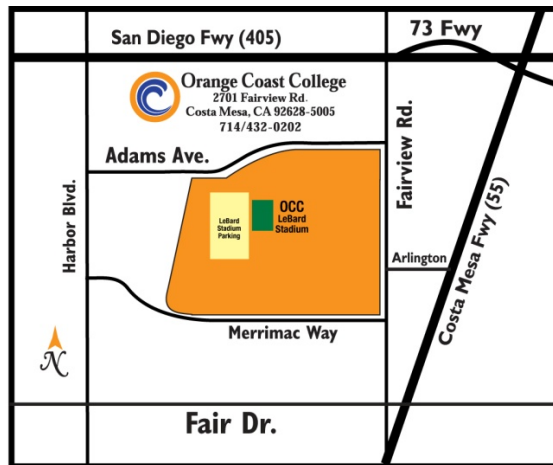 San Diego Fwy (405)
73 Fwy
Orange Coast College
2701 Fairview Rd.
Costa Mesa, CA 92628-5005
714/432-0202
Adams Ave.
Fairview Rd.
Harbor Blvd.
LeBard
Stadium
Parking
OCC
LeBard
Stadium
Arlington
Costa Mesa Fwy (55)
Merrimac Way
N
Fair Dr.